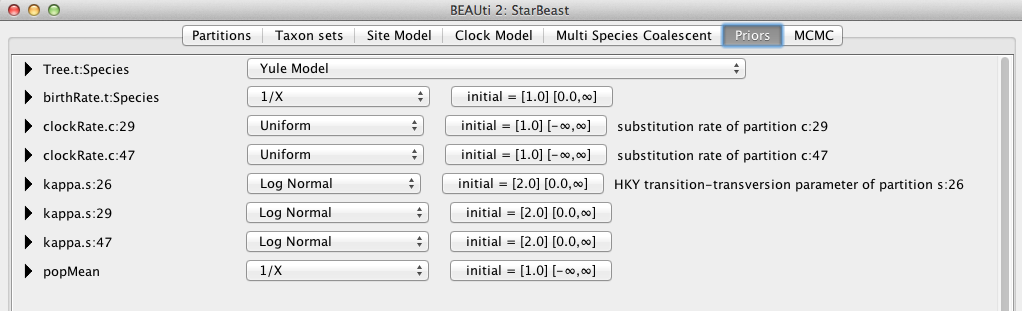 BEAUti 2: StarBeast
Partitions Taxon sets Site Model Clock Model Multi Species Coalescent Priors MCMC
Tree.t:Species Yule Model
birthRate.t:Species 1/X initial = [1.0] [0.0,∞]
clockRate.c:29 Uniform initial = [1.0] [-∞,∞] substitution rate of partition c:29
clockRate.c:47 Uniform initial = [1.0] [-∞,∞] substitution rate of partition c:47
kappa.s:26 Log Normal initial = [2.0] [0.0,∞] HKY transition-transversion parameter of partition s:26
kappa.s:29 Log Normal initial = [2.0] [0.0,∞]
kappa.s:47 Log Normal initial = [2.0] [0.0,∞]
popMean 1/X initial = [1.0] [-∞,∞]